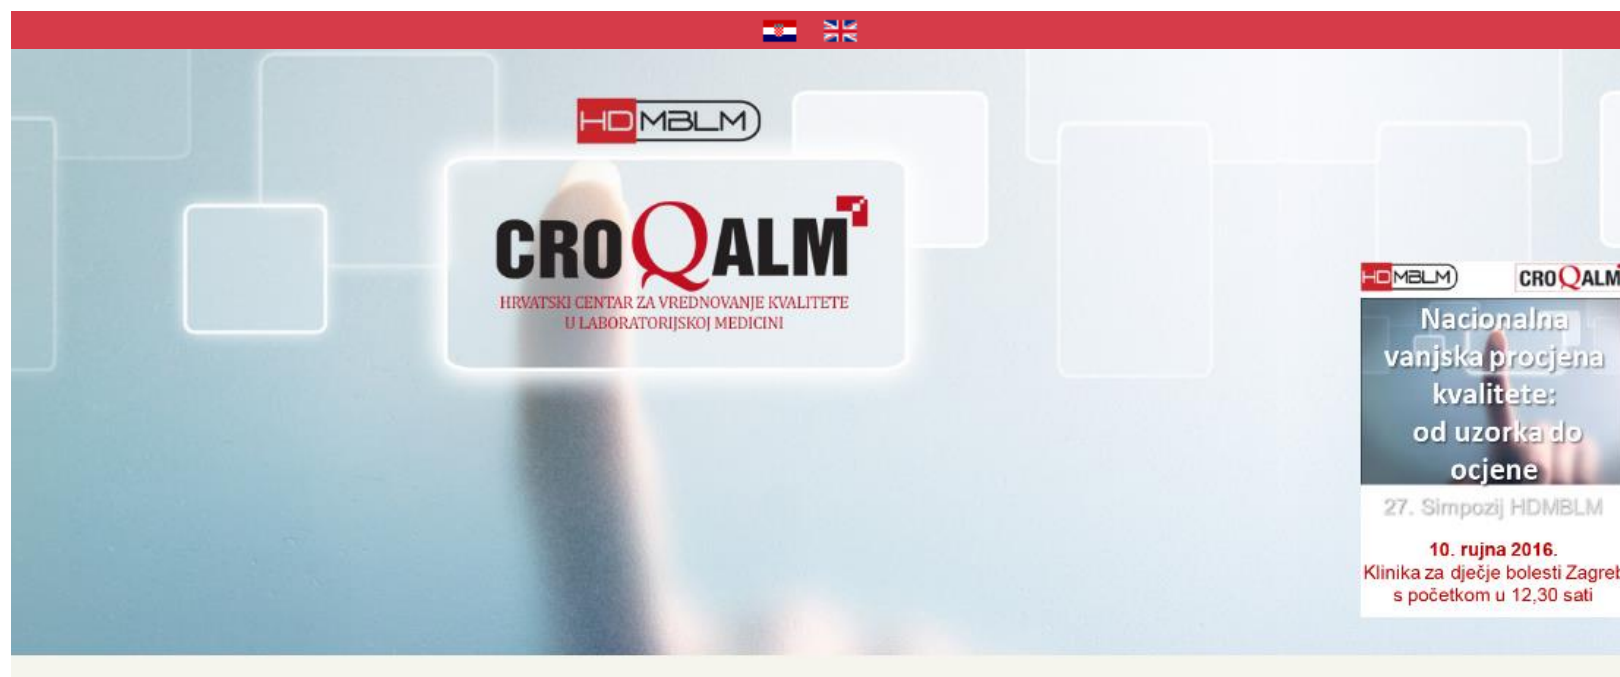 HDMBLM
CROQALM
HRVATSKI CENTAR ZA VREDNOVANJE KVALITETE
U LABORATORIJSKOJ MEDICINI
HDMBLM CROQALM
Nacionalna
vanjska procjena
kvalitete:
od uzorka do
ocjene
27. Simpozij HDMBLM
10. rujna 2016.
Klinika za dječje bolesti Zagreb
s početkom u 12,30 sati